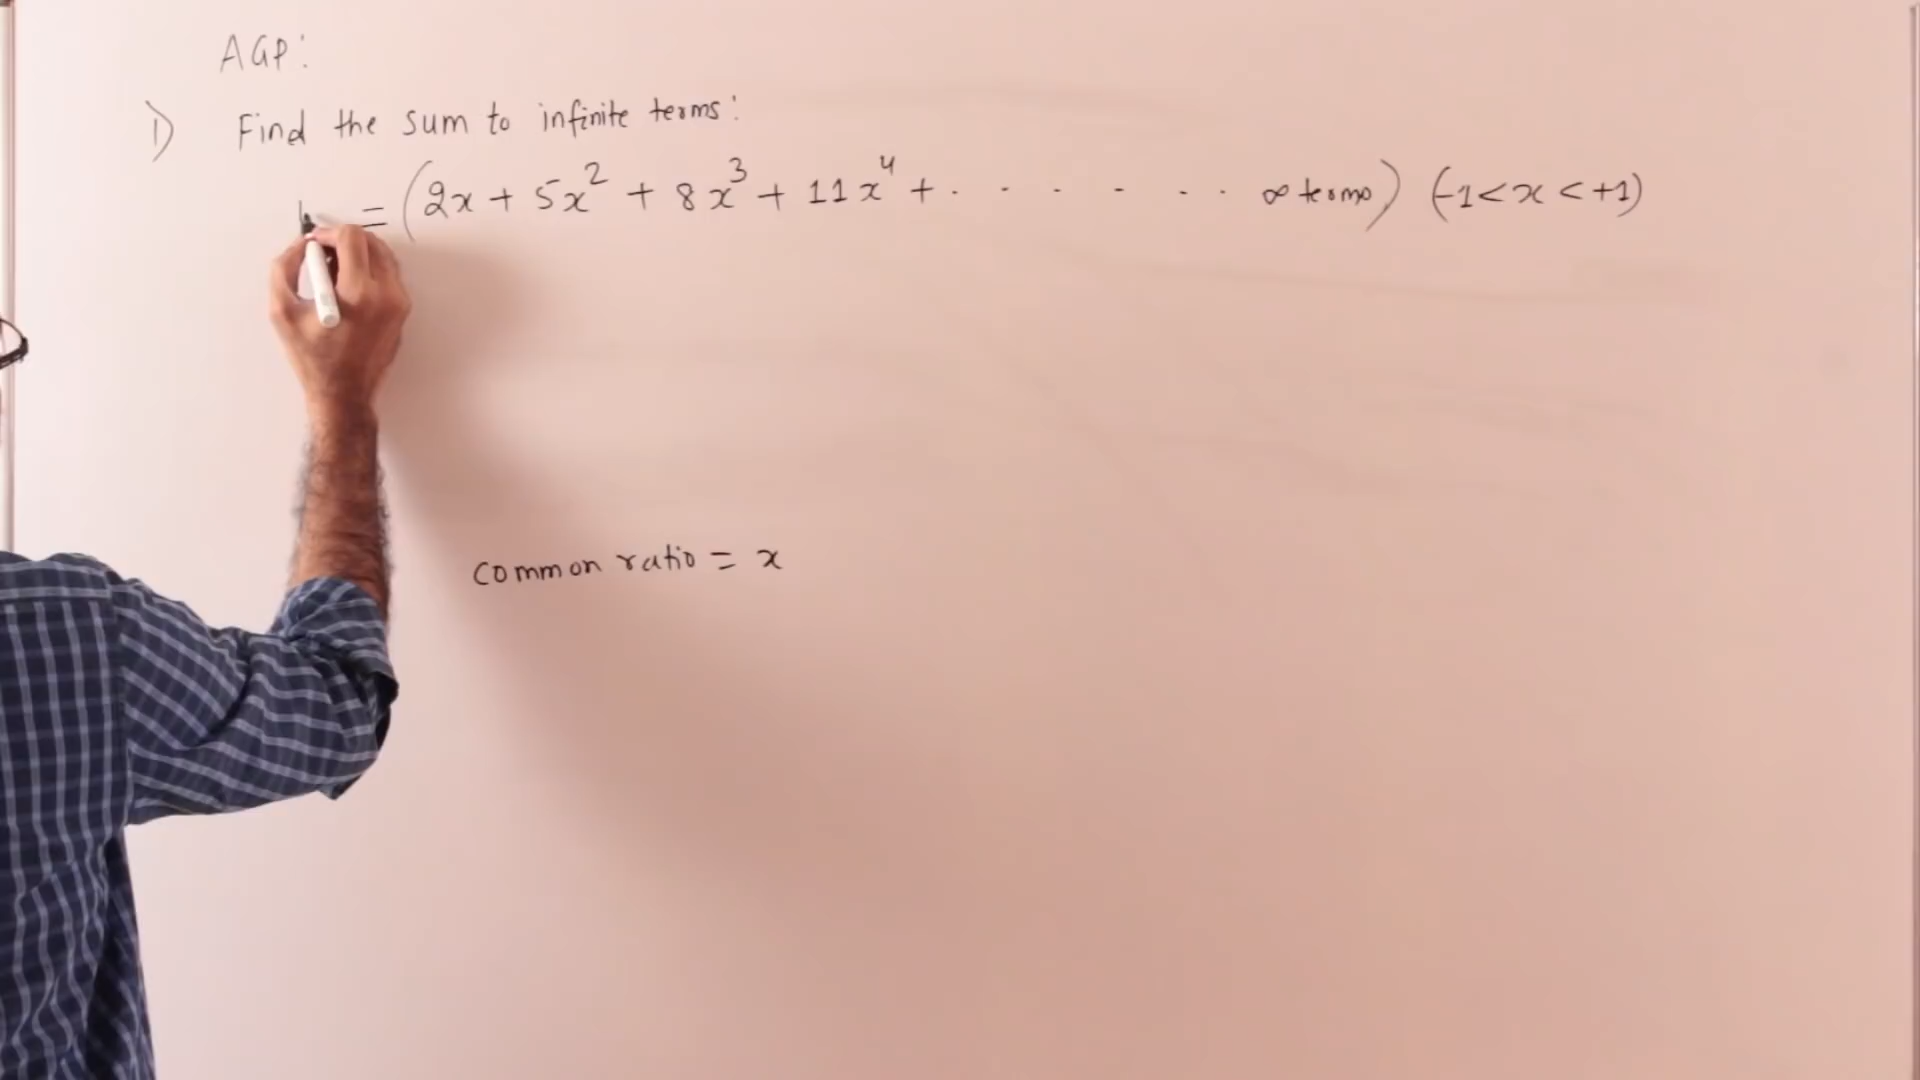 AGP:
1) Find the sum to infinite terms:
= (2x + 5x² + 8x³ + 11x⁴ + . . . . . . ∞ terms) (-1 < x < +1)
common ratio = x